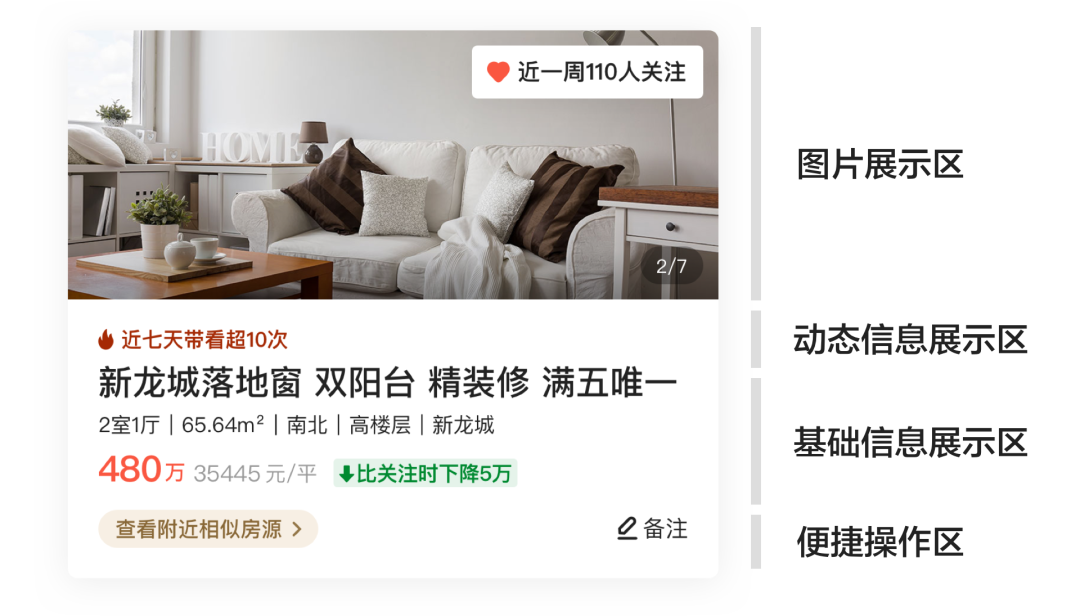 近一周110人关注
HOME
2/7
图片展示区
近七天带看超10次
动态信息展示区
新龙城落地窗 双阳台 精装修 满五唯一
2室1厅｜65.64m²｜南北｜高楼层｜新龙城
基础信息展示区
480万 35445元/平 比关注时下降5万
查看附近相似房源 >
备注
便捷操作区